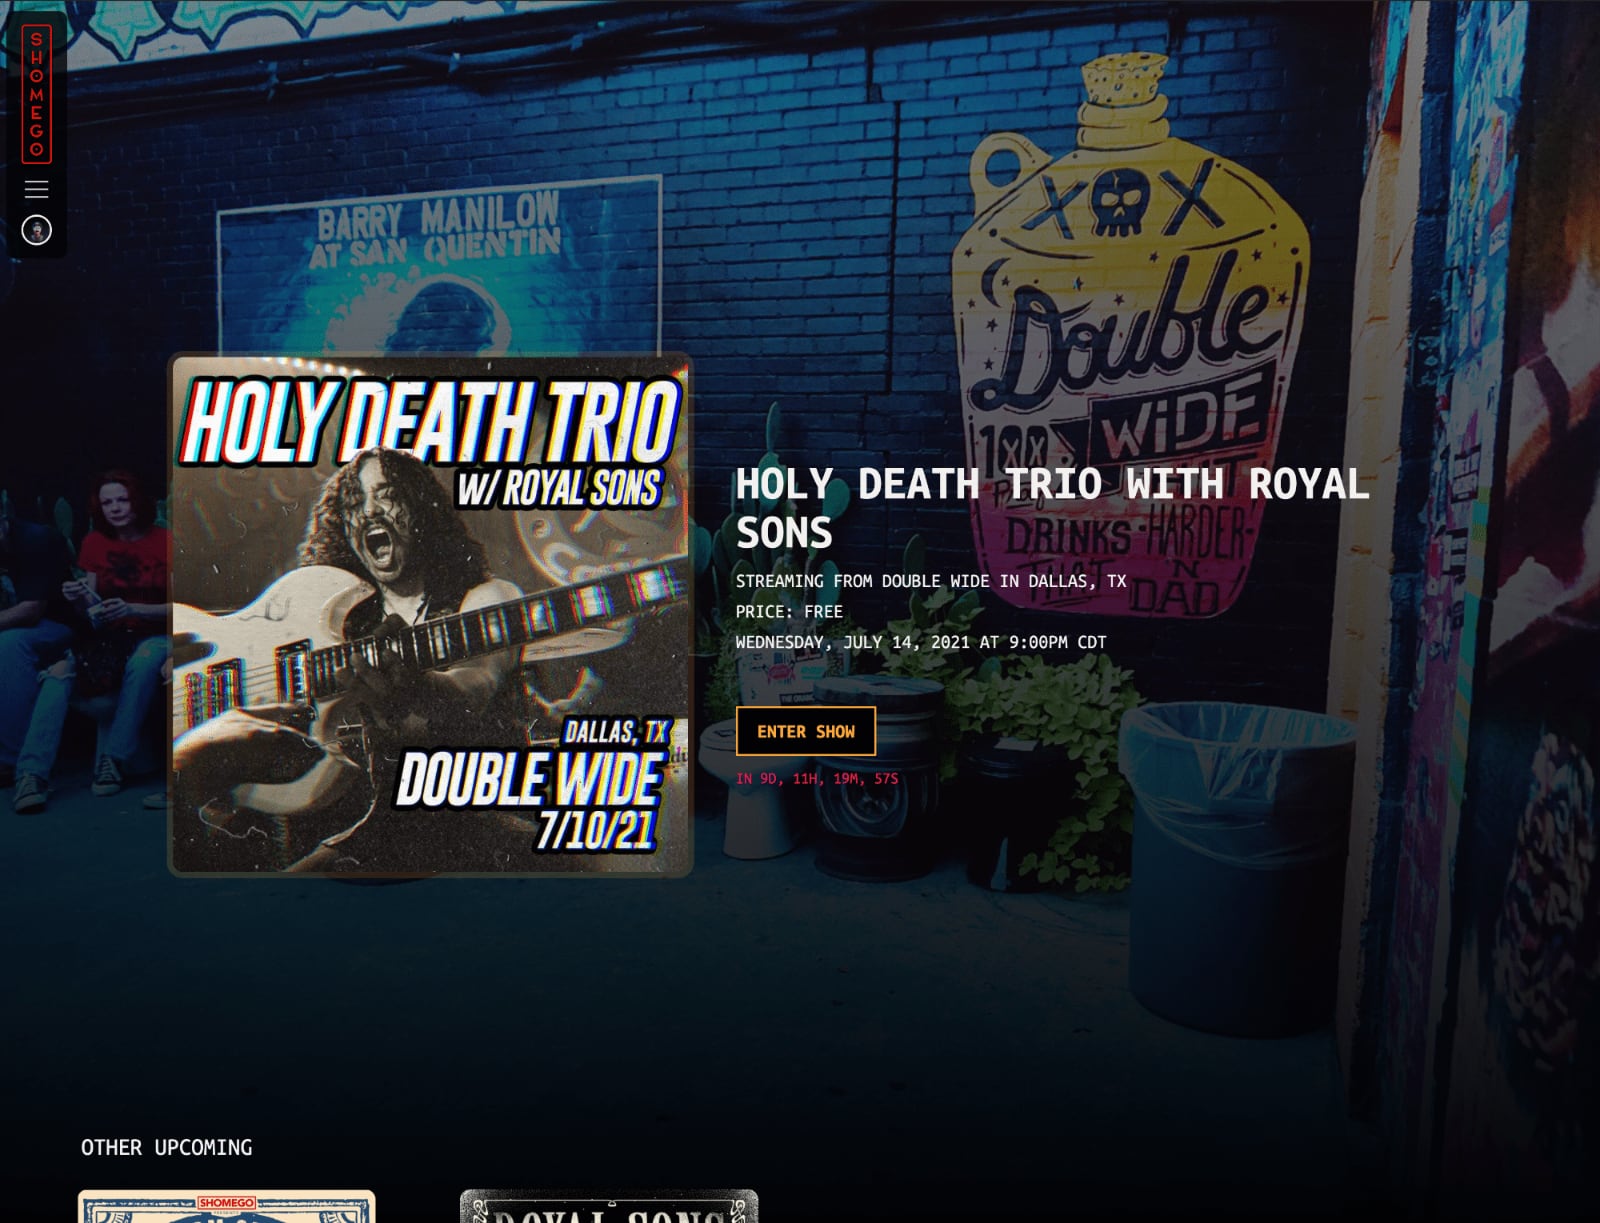 SHOMEGO
BARRY MANILOW
AT SAN QUENTIN
XX
Double
WiDE
DRINKS·HARDER-
THAT 'N
DAD
HOLY DEATH TRIO
W/ ROYAL SONS
DALLAS, TX
DOUBLE WIDE
7/10/21
HOLY DEATH TRIO WITH ROYAL
SONS
STREAMING FROM DOUBLE WIDE IN DALLAS, TX
PRICE: FREE
WEDNESDAY, JULY 14, 2021 AT 9:00PM CDT
ENTER SHOW
IN 9D, 11H, 19M, 57S
OTHER UPCOMING
SHOMEGO
PRESENTS
ROYAL SONS